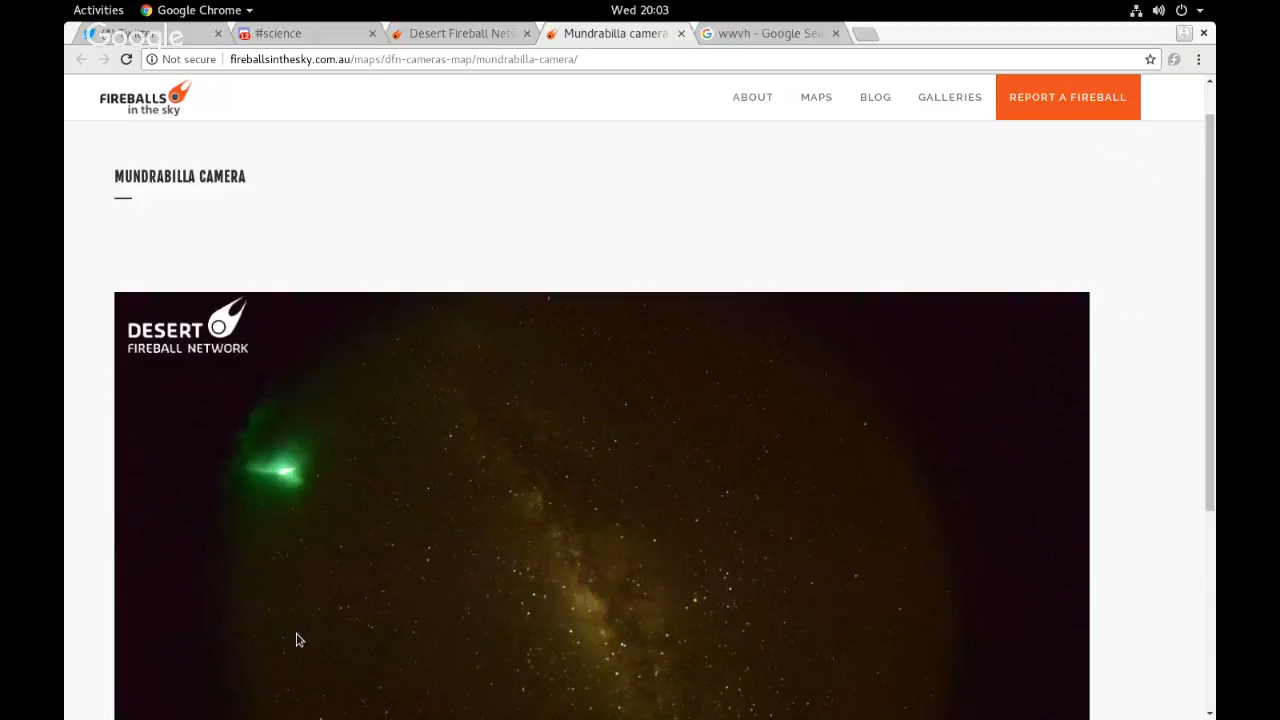 Activities Google Chrome Wed 20:03
Google
#science
Desert Fireball Net
Mundrabilla camera
wwvh - Google Sea
Not secure fireballsinthesky.com.au/maps/dfn-cameras-map/mundrabilla-camera/
FIREBALLS
in the sky
ABOUT MAPS BLOG GALLERIES REPORT A FIREBALL
MUNDRABILLA CAMERA
DESERT
FIREBALL NETWORK